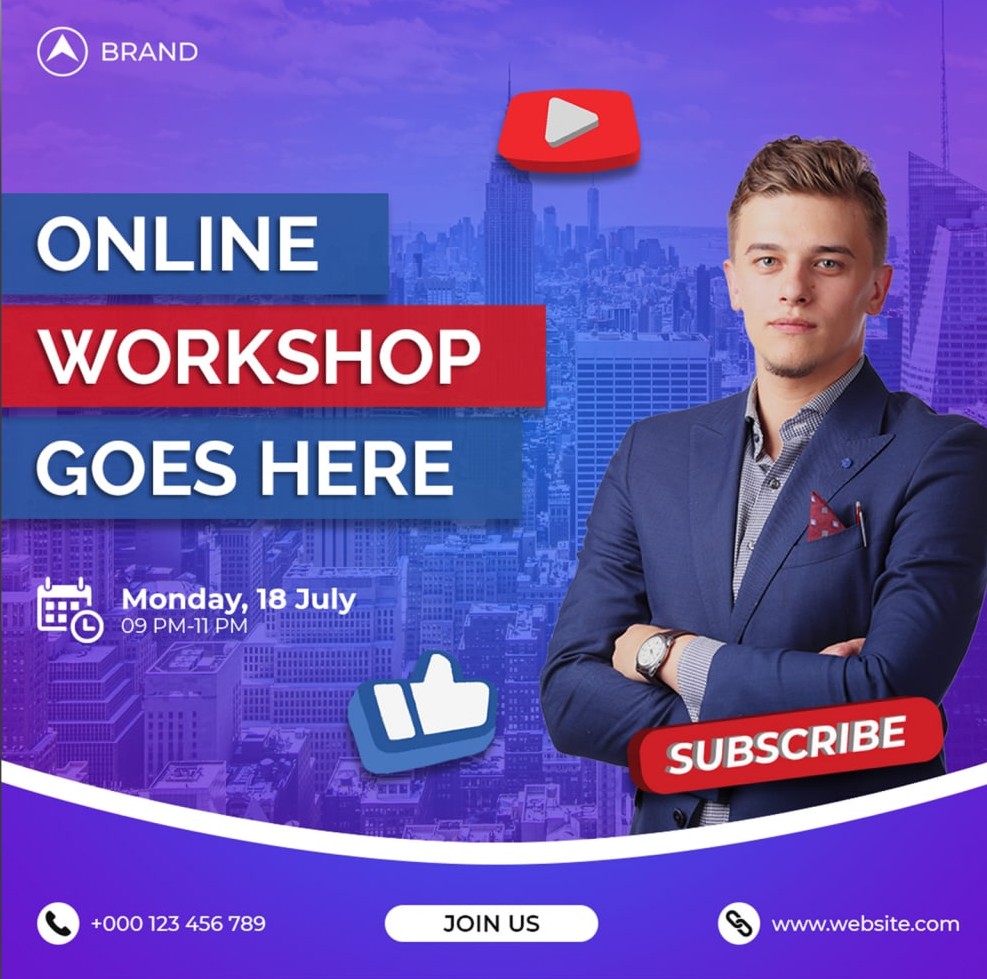 BRAND
ONLINE
WORKSHOP
GOES HERE
Monday, 18 July
09 PM-11 PM
SUBSCRIBE
+000 123 456 789
JOIN US
www.website.com